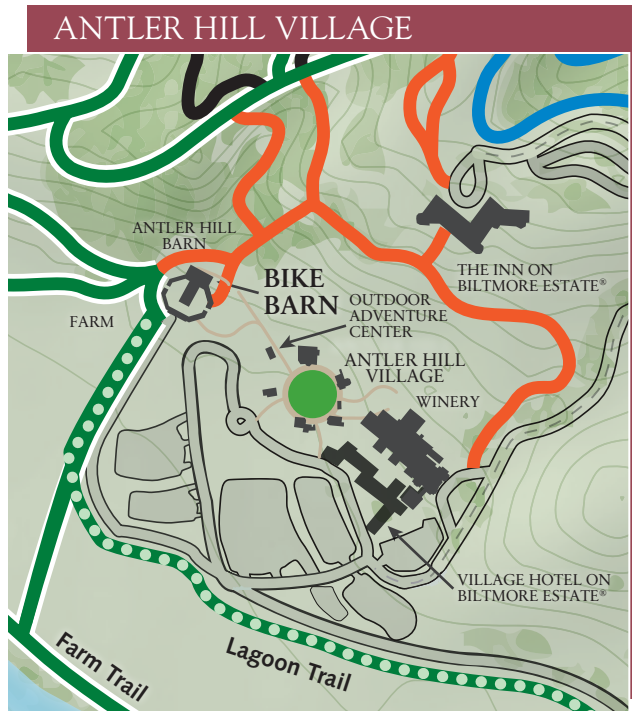 ANTLER HILL VILLAGE
ANTLER HILL
BARN
BIKE
BARN
THE INN ON
BILTMORE ESTATE®
OUTDOOR
ADVENTURE
CENTER
FARM
ANTLER HILL
VILLAGE
WINERY
VILLAGE HOTEL ON
BILTMORE ESTATE®
Farm Trail
Lagoon Trail